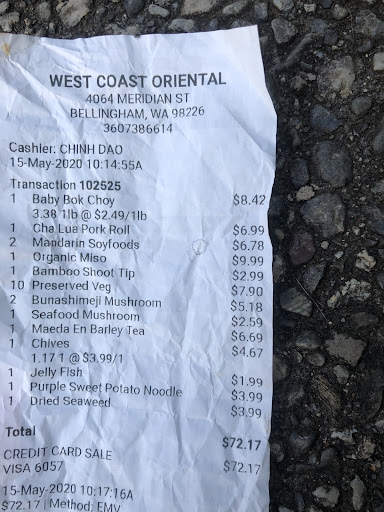 WEST COAST ORIENTAL
4064 MERIDIAN ST
BELLINGHAM, WA 98226
3607386614
Cashier: CHINH DAO
15-May-2020 10:14:55A
Transaction 102525
1 Baby Bok Choy $8.42
3.38 1lb @ $2.49/1lb
1 Cha Lua Pork Roll $6.99
2 Mandarin Soyfoods $6.78
1 Organic Miso $9.99
1 Bamboo Shoot Tip $2.99
10 Preserved Veg $7.90
2 Bunashimeji Mushroom $5.18
1 Seafood Mushroom $2.59
1 Maeda En Barley Tea $6.69
1 Chives $4.67
1.17 1 @ $3.99/1
1 Jelly Fish $1.99
1 Purple Sweet Potato Noodle $3.99
1 Dried Seaweed $3.99
Total $72.17
CREDIT CARD SALE $72.17
VISA 6057
15-May-2020 10:17:16A
$72.17 | Method: EMV